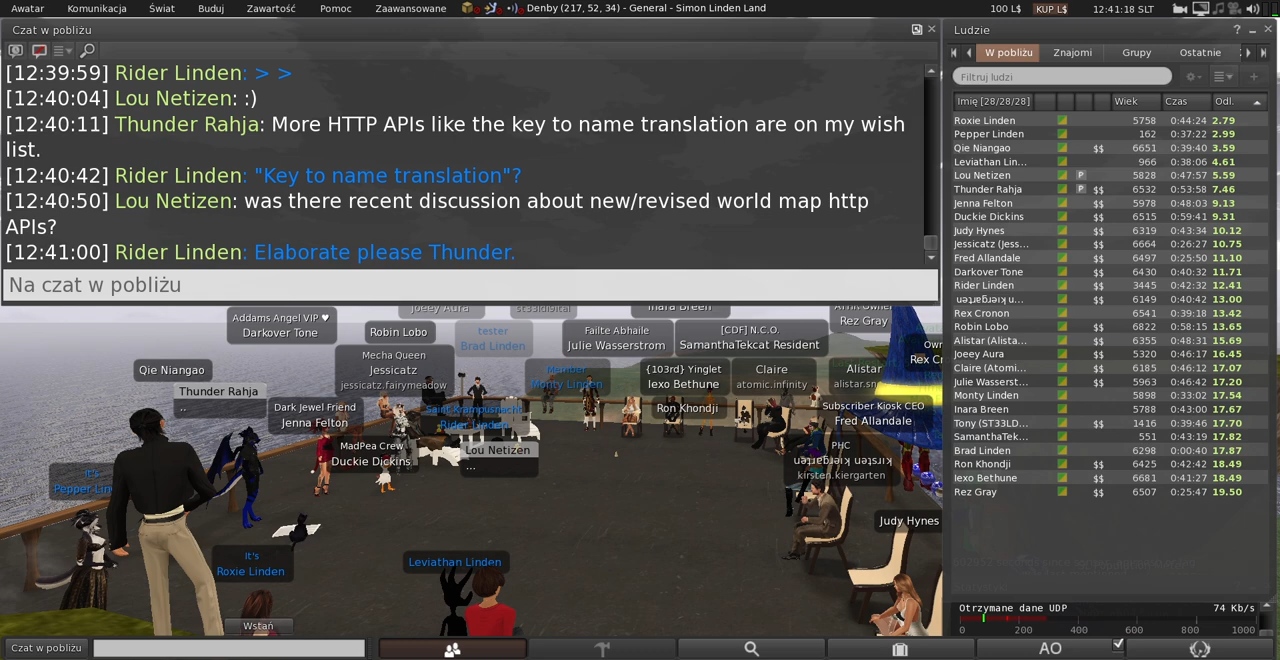 Awatar Komunikacja Świat Buduj Zawartość Pomoc Zaawansowane Denby (217, 52, 34) - General - Simon Linden Land 100 L$ KUP L$ 12:41:18 SLT
Czat w pobliżu
[12:39:59] Rider Linden: > >
[12:40:04] Lou Netizen: :)
[12:40:11] Thunder Rahja: More HTTP APIs like the key to name translation are on my wish
list.
[12:40:42] Rider Linden: "Key to name translation"?
[12:40:50] Lou Netizen: was there recent discussion about new/revised world map http
APIs?
[12:41:00] Rider Linden: Elaborate please Thunder.
Na czat w pobliżu
Joeey Aura
st33ldigital
Inara Breen
Rez Gray
Addams Angel VIP ♥
Darkover Tone
Robin Lobo
tester
Brad Linden
Failte Abhaile
Julie Wasserstrom
[CDF] N.C.O.
SamanthaTekcat Resident
Own
Rex Cr
Qie Niangao
Mecha Queen
Jessicatz
jessicatz.fairymeadow
Member
Monty Linden
{103rd} Yinglet
Iexo Bethune
Claire
atomic.infinity
Alistar
alistar.sn
Thunder Rahja
..
Dark Jewel Friend
Jenna Felton
Saint Krampusnacht
Rider Linden
Ron Khondji
Subscriber Kiosk CEO
Fred Allandale
MadPea Crew
Duckie Dickins
Lou Netizen
...
PHC
kirsten.kiergarten
It's
Pepper Lin
Judy Hynes
It's
Roxie Linden
Leviathan Linden
Wstań
Czat w pobliżu
Ludzie
W pobliżu Znajomi Grupy Ostatnie
Filtruj ludzi
Imię [28/28/28] Wiek Czas Odl.
Roxie Linden 5758 0:44:24 2.79
Pepper Linden 162 0:37:22 2.99
Qie Niangao $$ 6651 0:39:40 3.59
Leviathan Lin... 966 0:38:06 4.61
Lou Netizen P 5828 0:47:57 5.59
Thunder Rahja P $$ 6532 0:53:58 7.46
Jenna Felton $$ 5978 0:48:03 9.13
Duckie Dickins $$ 6515 0:59:41 9.31
Judy Hynes $$ 6319 0:43:34 10.12
Jessicatz (Jess... $$ 6664 0:26:27 10.75
Fred Allandale $$ 6497 0:25:50 11.10
Darkover Tone $$ 6430 0:40:32 11.71
Rider Linden $$ 3445 0:42:32 12.41
$$ 6149 0:40:42 13.00
Rex Cronon 6541 0:39:18 13.42
Robin Lobo $$ 6822 0:58:15 13.65
Alistar (Alista... $$ 6355 0:48:31 15.69
Joeey Aura $$ 5320 0:46:17 16.45
Claire (Atomi... $$ 6185 0:46:12 17.07
Julie Wasserst... $$ 5963 0:46:42 17.20
Monty Linden 5898 0:33:02 17.54
Inara Breen 5788 0:43:00 17.67
Tony (ST33LD... $$ 1416 0:39:46 17.70
SamanthaTek... 551 0:43:19 17.82
Brad Linden 6298 0:00:40 17.87
Ron Khondji $$ 6425 0:42:42 18.49
Iexo Bethune $$ 6681 0:41:27 18.49
Rez Gray $$ 6507 0:25:47 19.50
Otrzymane dane UDP 74 Kb/s
0 200 400 600 800 1000
AO